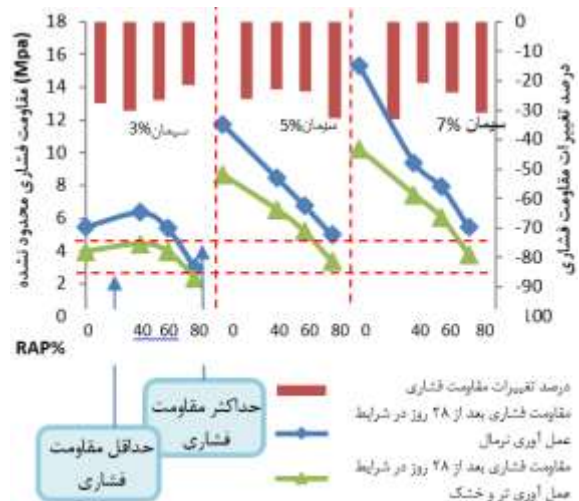 مقاومت فشاری محدود نشده (Mpa)
18
16
14
12
10
8
6
4
2
0
سیمان 3%
سیمان 5%
سیمان 7%
0
-10
-20
-30
-40
-50
-60
-70
-80
-90
100
درصد تغییرات مقاومت فشاری
0 40 60 80 0 40 60 80 0 40 60 80
RAP%
حداکثر مقاومت
فشاری
حداقل مقاومت
فشاری
درصد تغییرات مقاومت فشاری
مقاومت فشاری بعد از ۲۸ روز در شرایط
عمل آوری نرمال
مقاومت فشاری بعد از ۲۸ روز در شرایط
عمل آوری تر و خشک